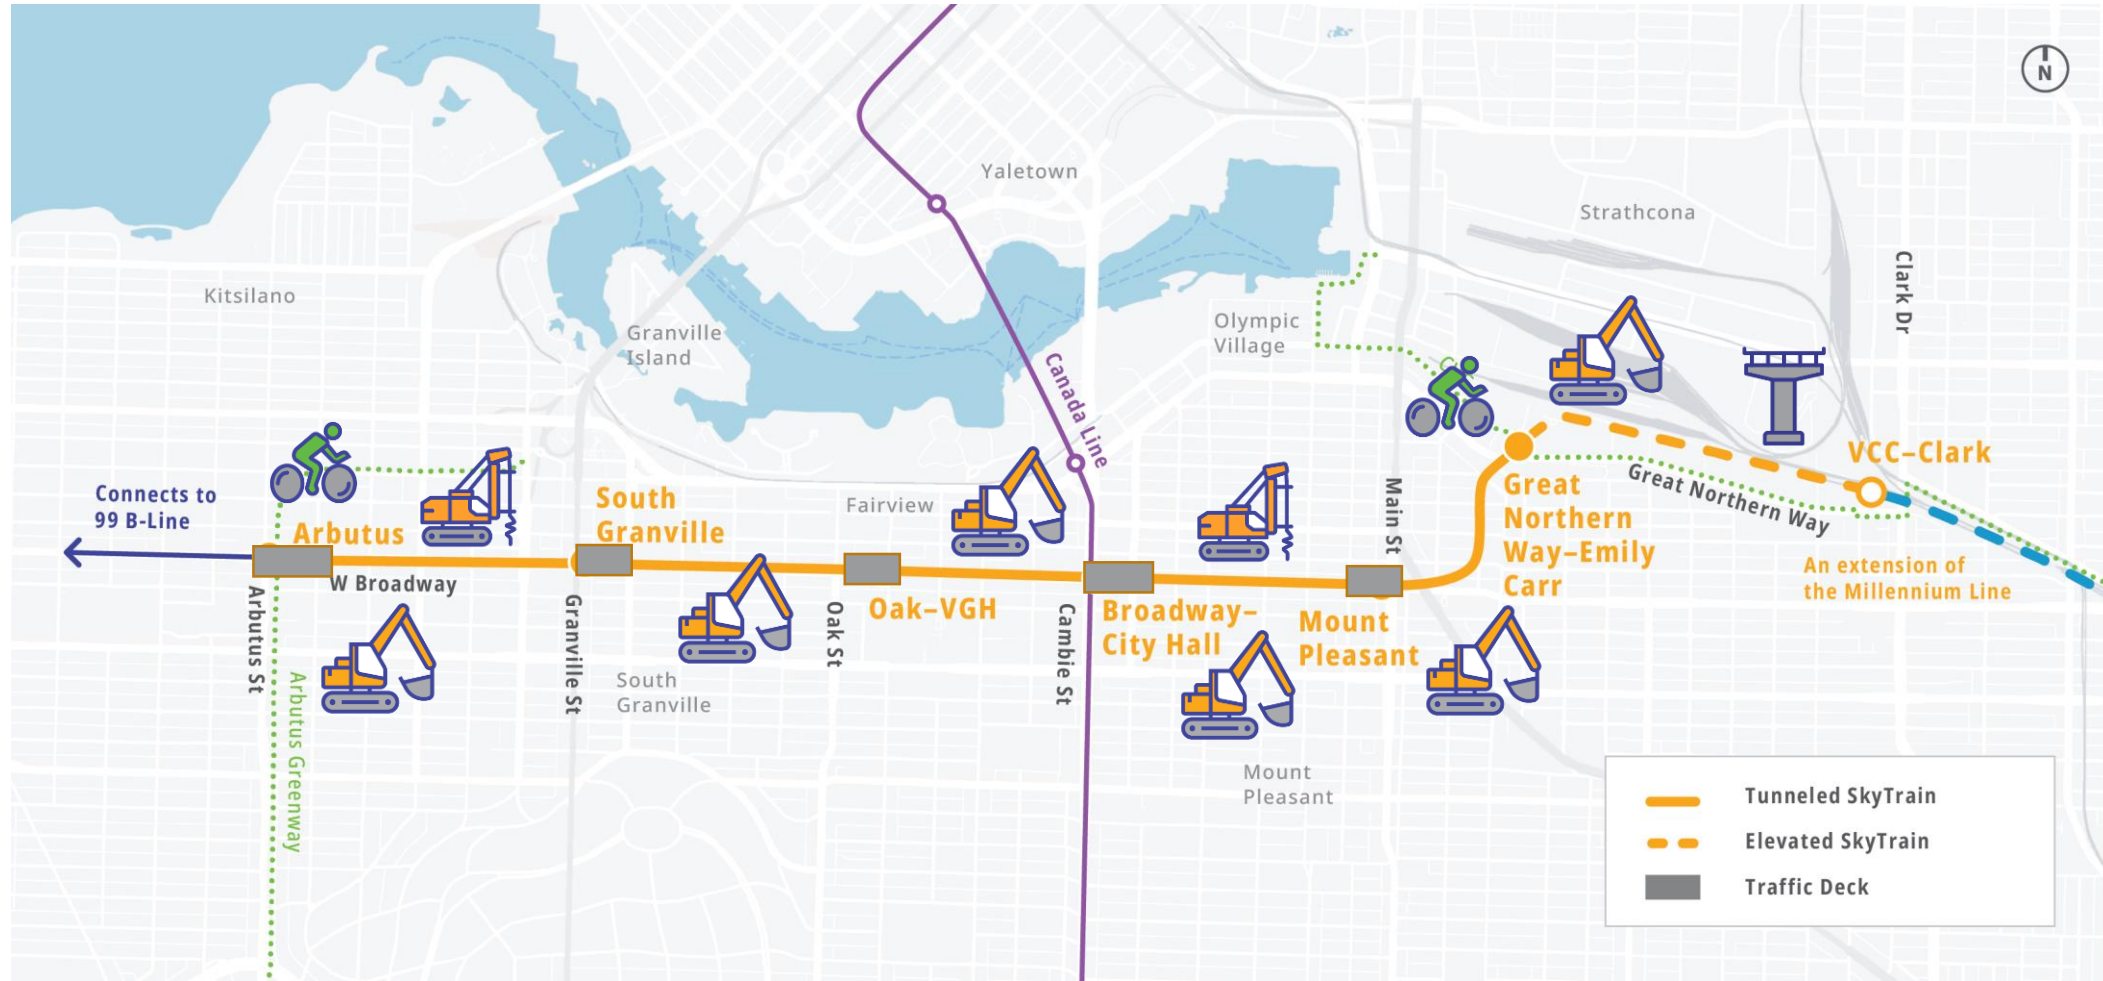 N
Yaletown
Strathcona
Clark Dr
Kitsilano
Granville
Island
Olympic
Village
Canada Line
VCC–Clark
Great Northern Way
Connects to
99 B-Line
Arbutus
South
Granville
Fairview
Main St
Great
Northern
Way–Emily
Carr
An extension of
the Millennium Line
W Broadway
Arbutus St
Granville St
Oak St
Oak–VGH
Cambie St
Broadway–
City Hall
Mount
Pleasant
Arbutus Greenway
South
Granville
Mount
Pleasant
Tunneled SkyTrain
Elevated SkyTrain
Traffic Deck